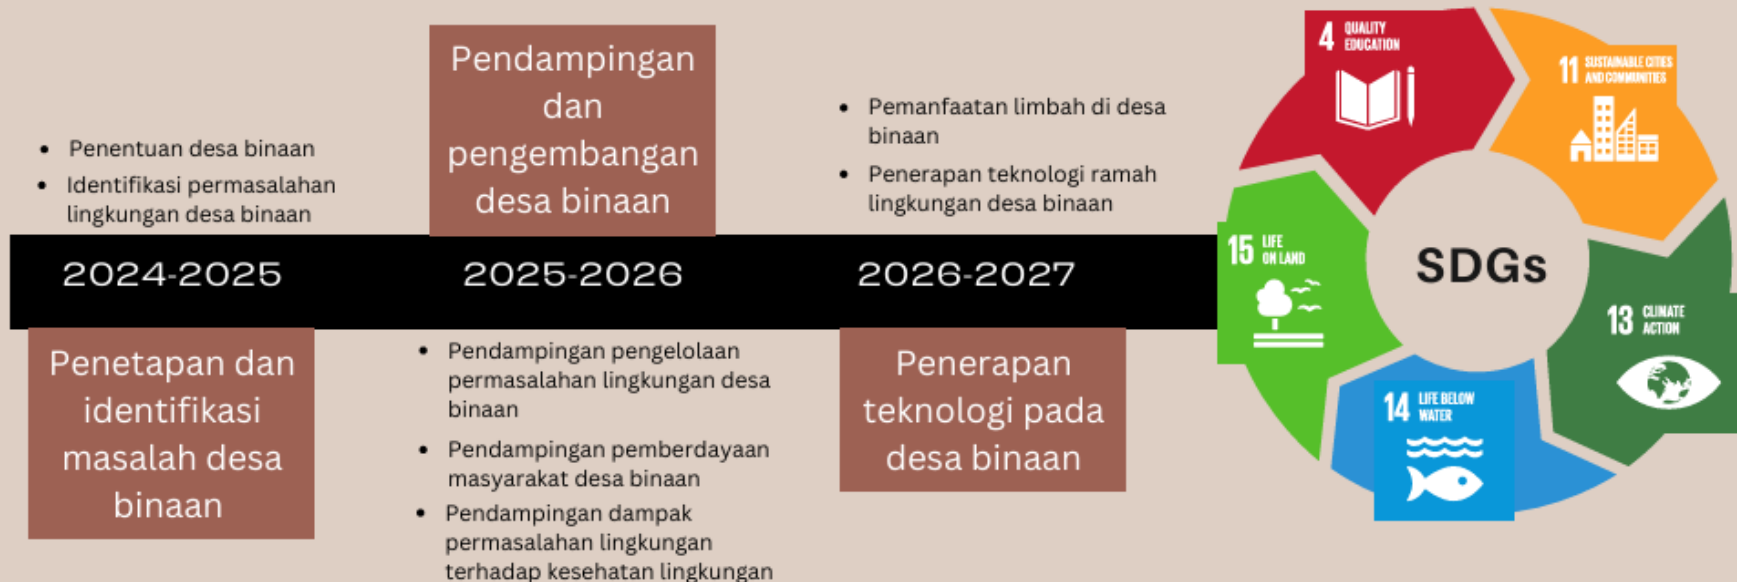 • Penentuan desa binaan
• Identifikasi permasalahan
lingkungan desa binaan
2024-2025
Penetapan dan
identifikasi
masalah desa
binaan
Pendampingan
dan
pengembangan
desa binaan
2025-2026
• Pendampingan pengelolaan
permasalahan lingkungan desa
binaan
• Pendampingan pemberdayaan
masyarakat desa binaan
• Pendampingan dampak
permasalahan lingkungan
terhadap kesehatan lingkungan
• Pemanfaatan limbah di desa
binaan
• Penerapan teknologi ramah
lingkungan desa binaan
2026-2027
Penerapan
teknologi pada
desa binaan
4 QUALITY
EDUCATION
11 SUSTAINABLE CITIES
AND COMMUNITIES
15 LIFE
ON LAND
SDGs
13 CLIMATE
ACTION
14 LIFE BELOW
WATER